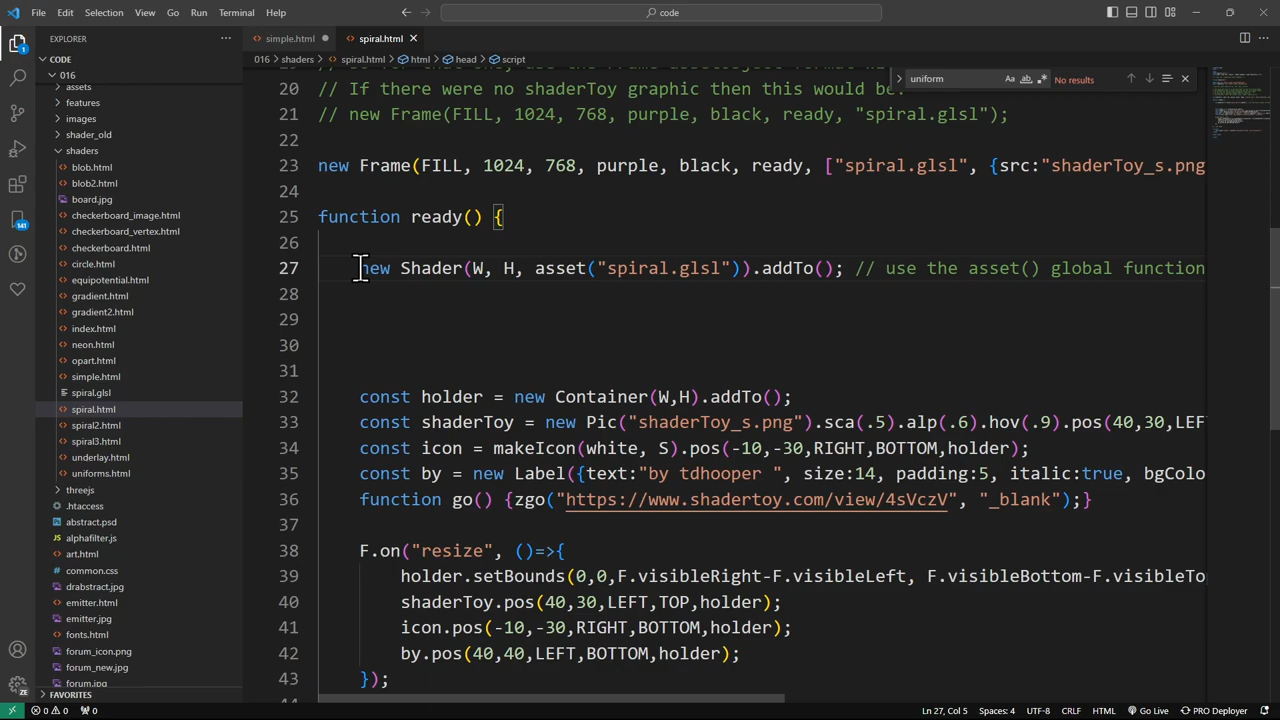 File Edit Selection View Go Run Terminal Help
code
EXPLORER
simple.html
spiral.html
CODE
016 > shaders > spiral.html > html > head > script
016
assets
features
images
shader_old
shaders
blob.html
blob2.html
board.jpg
checkerboard_image.html
checkerboard_vertex.html
checkerboard.html
circle.html
equipotential.html
gradient.html
gradient2.html
index.html
neon.html
opart.html
simple.html
spiral.glsl
spiral.html
spiral2.html
spiral3.html
underlay.html
uniforms.html
threejs
.htaccess
abstract.psd
alphafilter.js
art.html
common.css
drabstract.jpg
emitter.html
emitter.jpg
fonts.html
forum_icon.png
forum_new.jpg
forum.jpg
FAVORITES
1
141
ZE
uniform
Aa ab .* No results
20 // If there were no shaderToy graphic then this would be:
21 // new Frame(FILL, 1024, 768, purple, black, ready, "spiral.glsl");
22
23 new Frame(FILL, 1024, 768, purple, black, ready, ["spiral.glsl", {src:"shaderToy_s.png
24
25 function ready() {
26
27 new Shader(W, H, asset("spiral.glsl")).addTo(); // use the asset() global function
28
29
30
31
32 const holder = new Container(W,H).addTo();
33 const shaderToy = new Pic("shaderToy_s.png").sca(.5).alp(.6).hov(.9).pos(40,30,LEF
34 const icon = makeIcon(white, S).pos(-10,-30,RIGHT,BOTTOM,holder);
35 const by = new Label({text:"by tdhooper ", size:14, padding:5, italic:true, bgColo
36 function go() {zgo("https://www.shadertoy.com/view/4sVczV", "_blank");}
37
38 F.on("resize", ()=>{
39 holder.setBounds(0,0,F.visibleRight-F.visibleLeft, F.visibleBottom-F.visibleTo
40 shaderToy.pos(40,30,LEFT,TOP,holder);
41 icon.pos(-10,-30,RIGHT,BOTTOM,holder);
42 by.pos(40,40,LEFT,BOTTOM,holder);
43 });
0 0 0 Ln 27, Col 5 Spaces: 4 UTF-8 CRLF HTML Go Live PRO Deployer